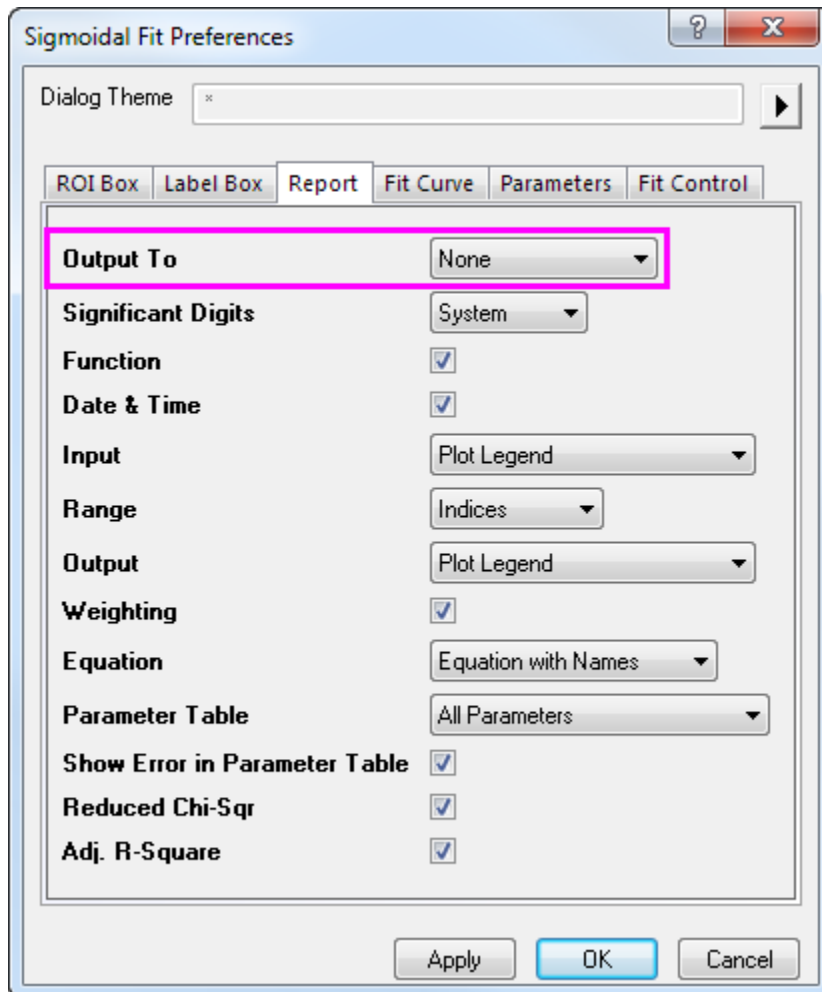 Sigmoidal Fit Preferences
Dialog Theme *
ROI Box Label Box Report Fit Curve Parameters Fit Control
Output To None
Significant Digits System
Function
Date & Time
Input Plot Legend
Range Indices
Output Plot Legend
Weighting
Equation Equation with Names
Parameter Table All Parameters
Show Error in Parameter Table
Reduced Chi-Sqr
Adj. R-Square
Apply OK Cancel